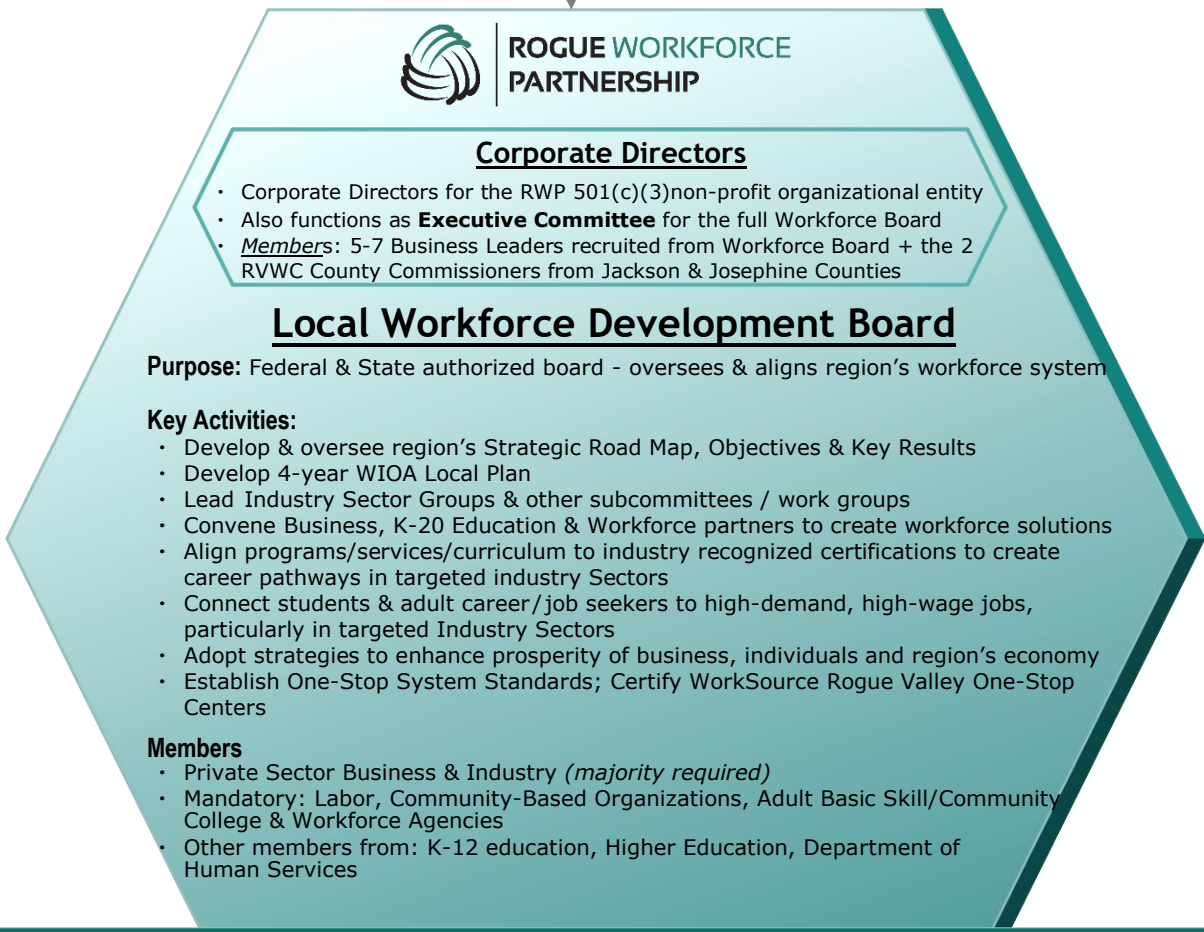 ROGUE WORKFORCE
PARTNERSHIP
Corporate Directors
· Corporate Directors for the RWP 501(c)(3)non-profit organizational entity
· Also functions as Executive Committee for the full Workforce Board
· Members: 5-7 Business Leaders recruited from Workforce Board + the 2
RVWC County Commissioners from Jackson & Josephine Counties
Local Workforce Development Board
Purpose: Federal & State authorized board - oversees & aligns region’s workforce system
Key Activities:
· Develop & oversee region’s Strategic Road Map, Objectives & Key Results
· Develop 4-year WIOA Local Plan
· Lead Industry Sector Groups & other subcommittees / work groups
· Convene Business, K-20 Education & Workforce partners to create workforce solutions
· Align programs/services/curriculum to industry recognized certifications to create
career pathways in targeted industry Sectors
· Connect students & adult career/job seekers to high-demand, high-wage jobs,
particularly in targeted Industry Sectors
· Adopt strategies to enhance prosperity of business, individuals and region’s economy
· Establish One-Stop System Standards; Certify WorkSource Rogue Valley One-Stop
Centers
Members
· Private Sector Business & Industry (majority required)
· Mandatory: Labor, Community-Based Organizations, Adult Basic Skill/Community
College & Workforce Agencies
· Other members from: K-12 education, Higher Education, Department of
Human Services